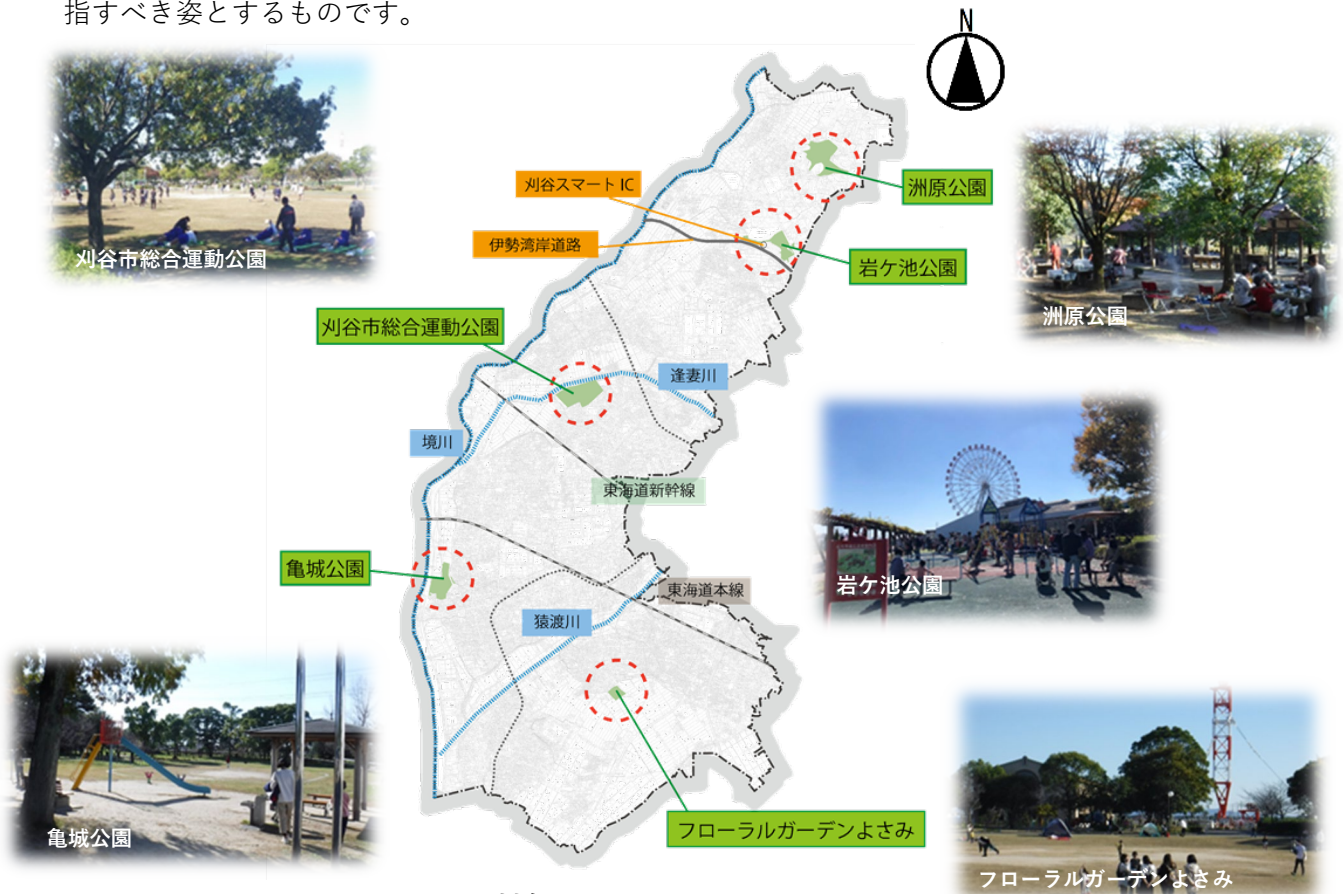 指すべき姿とするものです。
N
刈谷市総合運動公園
刈谷スマートIC
洲原公園
伊勢湾岸道路
岩ケ池公園
洲原公園
刈谷市総合運動公園
逢妻川
境川
東海道新幹線
亀城公園
東海道本線
岩ケ池公園
猿渡川
フローラルガーデンよさみ
亀城公園
フローラルガーデンよさみ